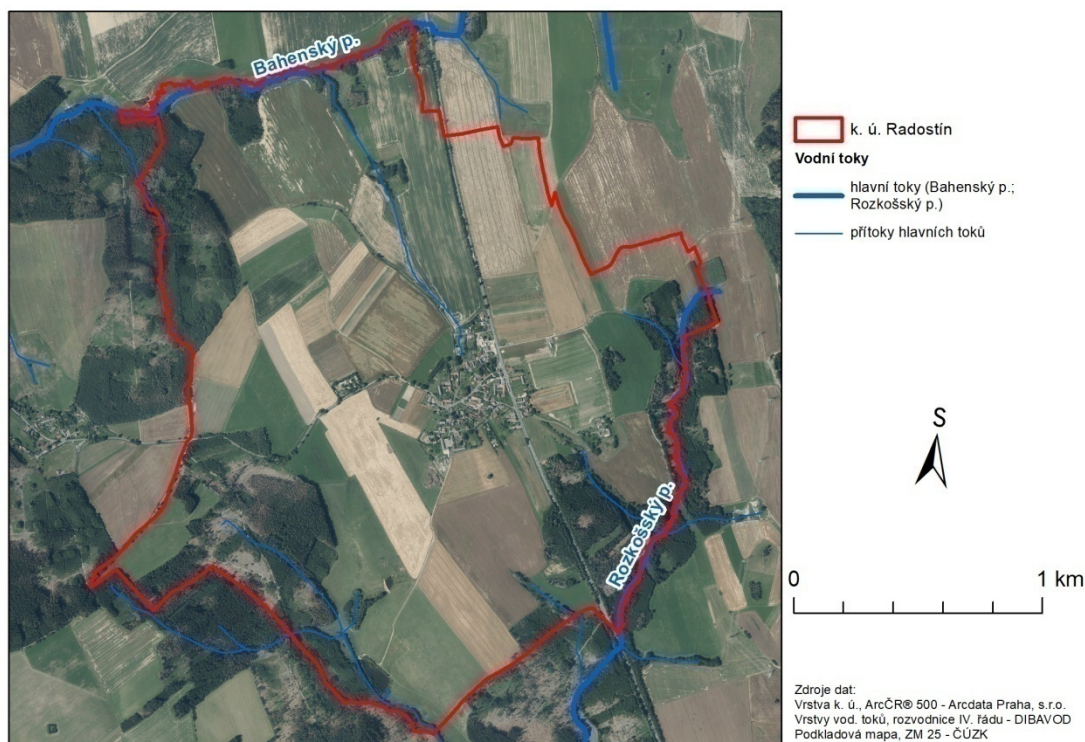 Bahenský p.
Rozkošský p.
k. ú. Radostín
Vodní toky
hlavní toky (Bahenský p.;
Rozkošský p.)
přítoky hlavních toků
S
0 1 km
Zdroje dat:
Vrstva k. ú., ArcČR® 500 - Arcdata Praha, s.r.o.
Vrstvy vod. toků, rozvodnice IV. řádu - DIBAVOD
Podkladová mapa, ZM 25 - ČÚZK